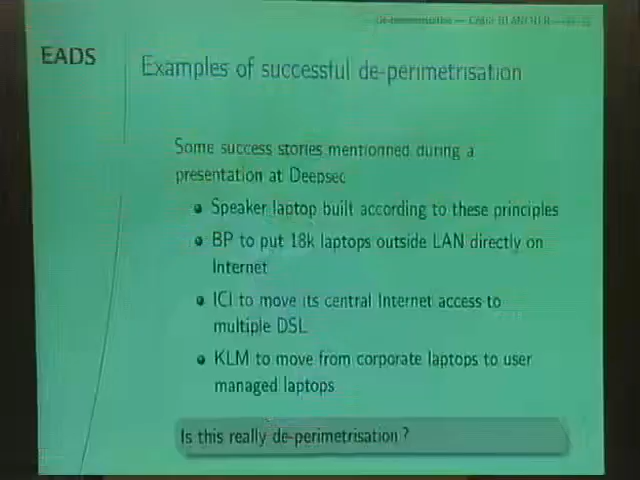 EADS
Examples of successful de-perimetrisation
Some success stories mentionned during a
presentation at Deepsec
Speaker laptop built according to these principles
BP to put 18k laptops outside LAN directly on
Internet
ICI to move its central Internet access to
multiple DSL
KLM to move from corporate laptops to user
managed laptops
Is this really de-perimetrisation ?